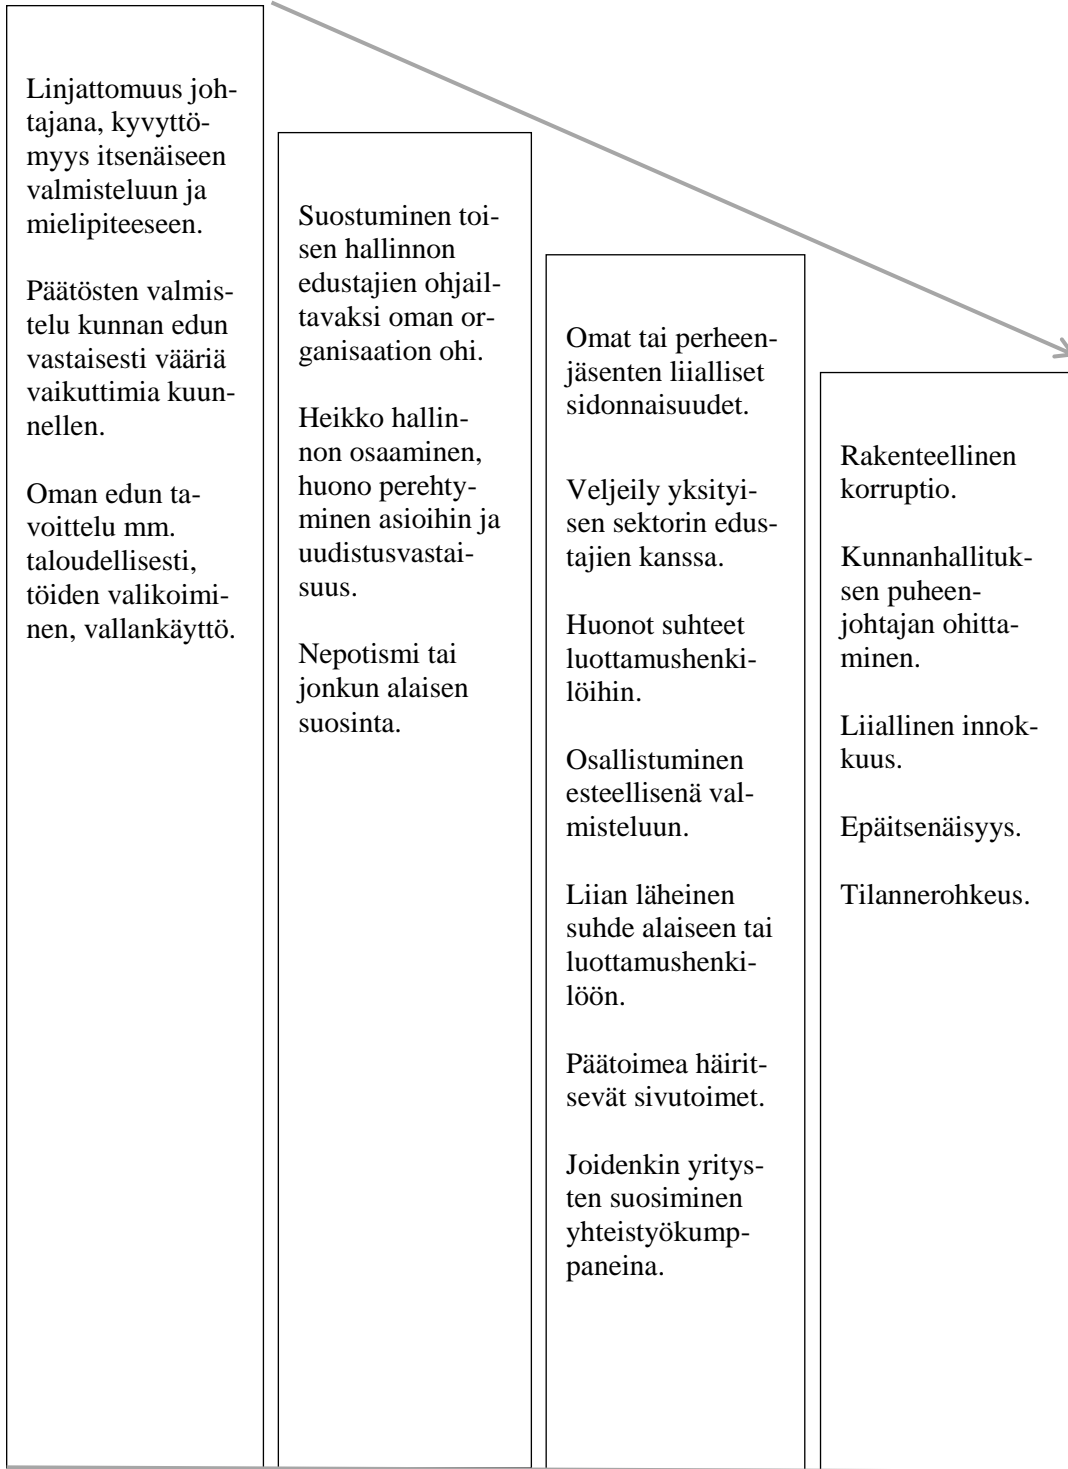 Linjattomuus joh-
tajana, kyvyttö-
myys itsenäiseen
valmisteluun ja
mielipiteeseen.
Päätösten valmis-
telu kunnan edun
vastaisesti vääriä
vaikuttimia kuun-
nellen.
Oman edun ta-
voittelu mm.
taloudellisesti,
töiden valikoimi-
nen, vallankäyttö.
Suostuminen toi-
sen hallinnon
edustajien ohjail-
tavaksi oman or-
ganisaation ohi.
Heikko hallin-
non osaaminen,
huono perehty-
minen asioihin ja
uudistusvastai-
suus.
Nepotismi tai
jonkun alaisen
suosinta.
Omat tai perheen-
jäsenten liialliset
sidonnaisuudet.
Veljeily yksityi-
sen sektorin edus-
tajien kanssa.
Huonot suhteet
luottamushenki-
löihin.
Osallistuminen
esteellisenä val-
misteluun.
Liian läheinen
suhde alaiseen tai
luottamushenki-
löön.
Päätoimea häirit-
sevät sivutoimet.
Joidenkin yritys-
ten suosiminen
yhteistyökump-
paneina.
Rakenteellinen
korruptio.
Kunnanhallituk-
sen puheen-
johtajan ohitta-
minen.
Liiallinen innok-
kuus.
Epäitsenäisyys.
Tilannerohkeus.